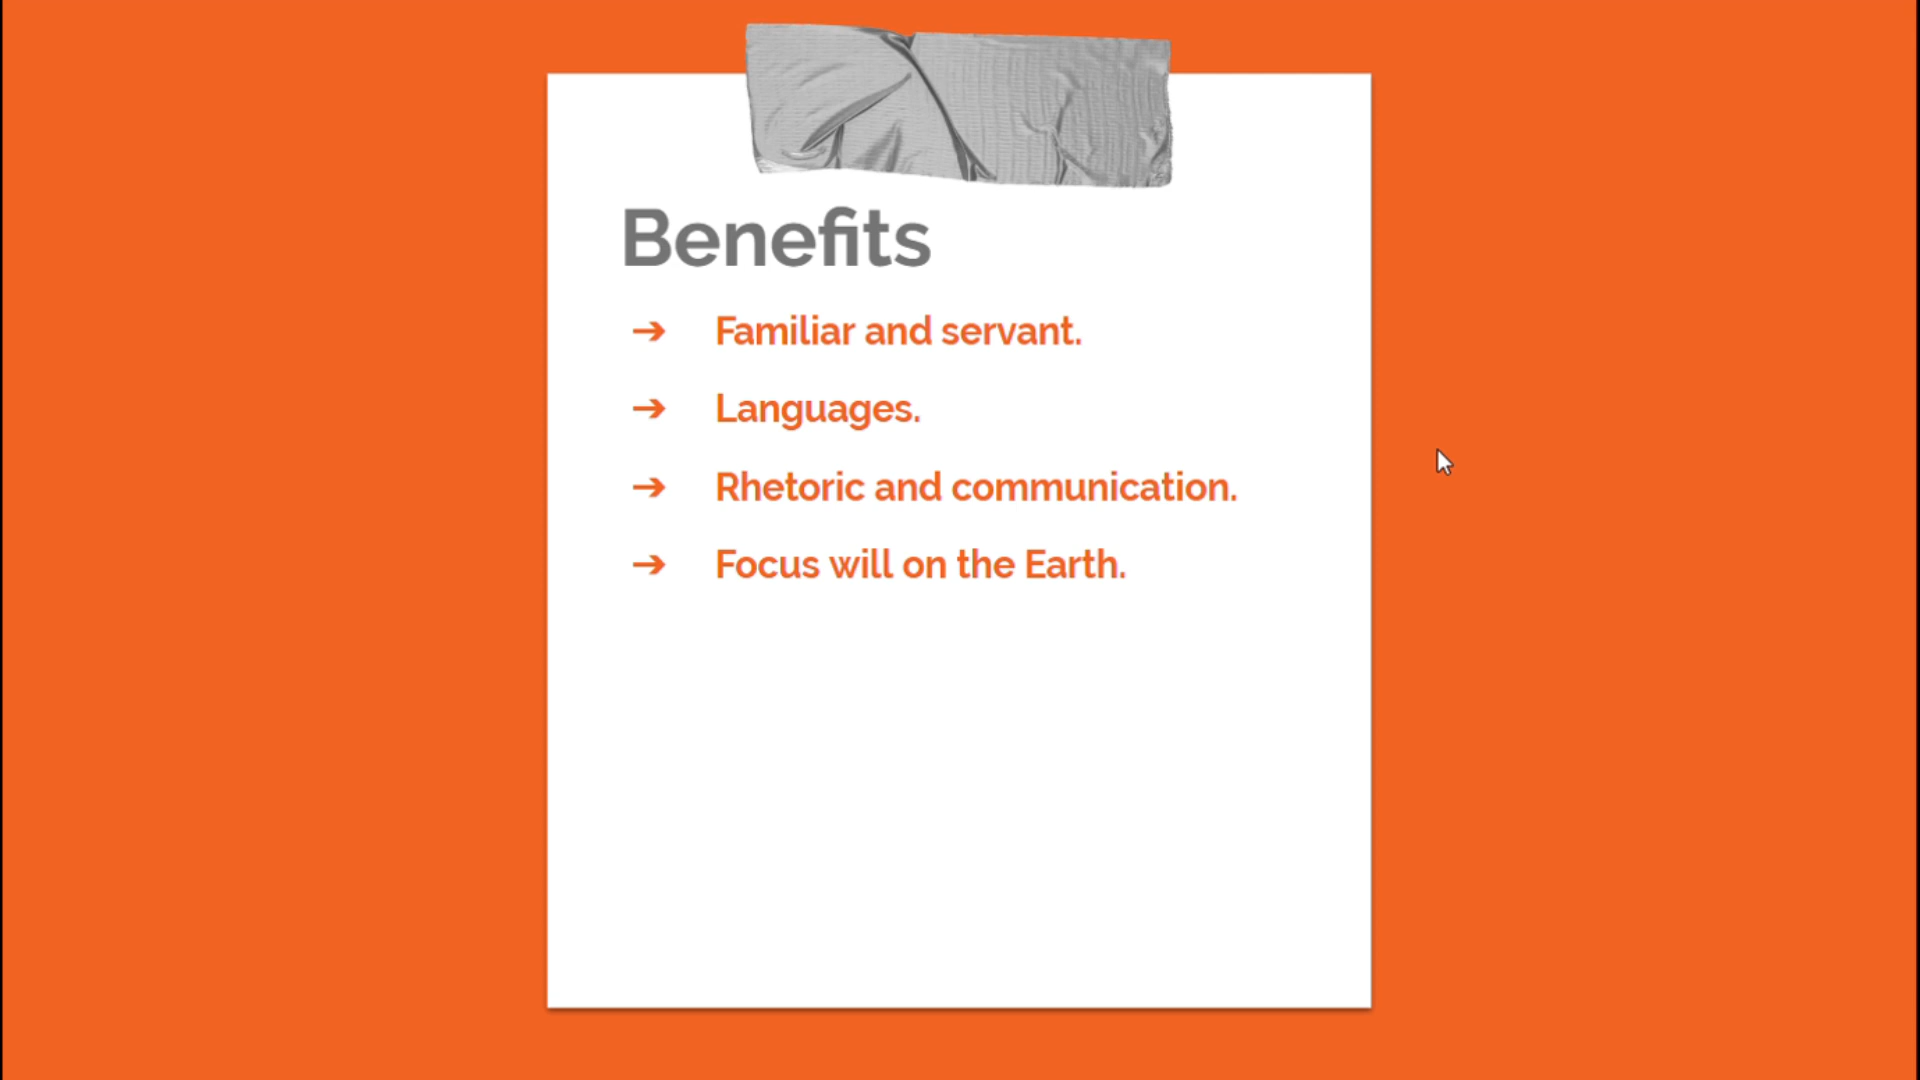 Benefits
➔ Familiar and servant.
➔ Languages.
➔ Rhetoric and communication.
➔ Focus will on the Earth.